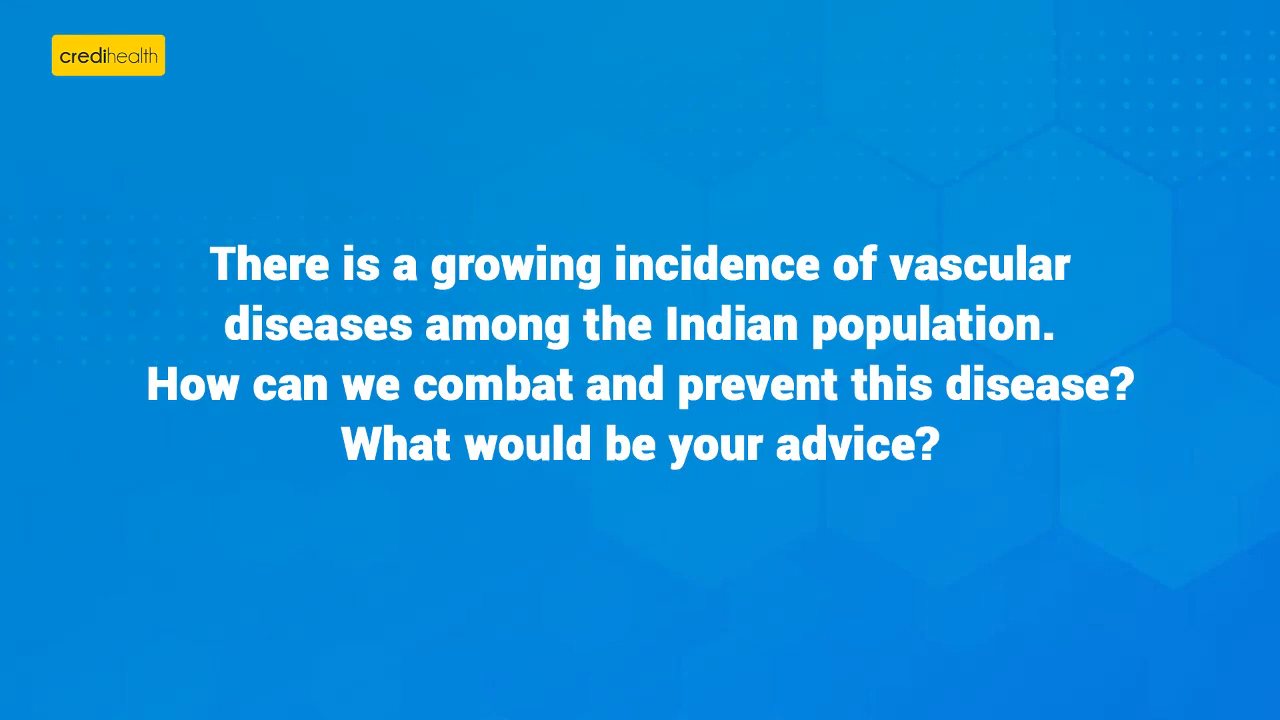 credihealth
There is a growing incidence of vascular
diseases among the Indian population.
How can we combat and prevent this disease?
What would be your advice?